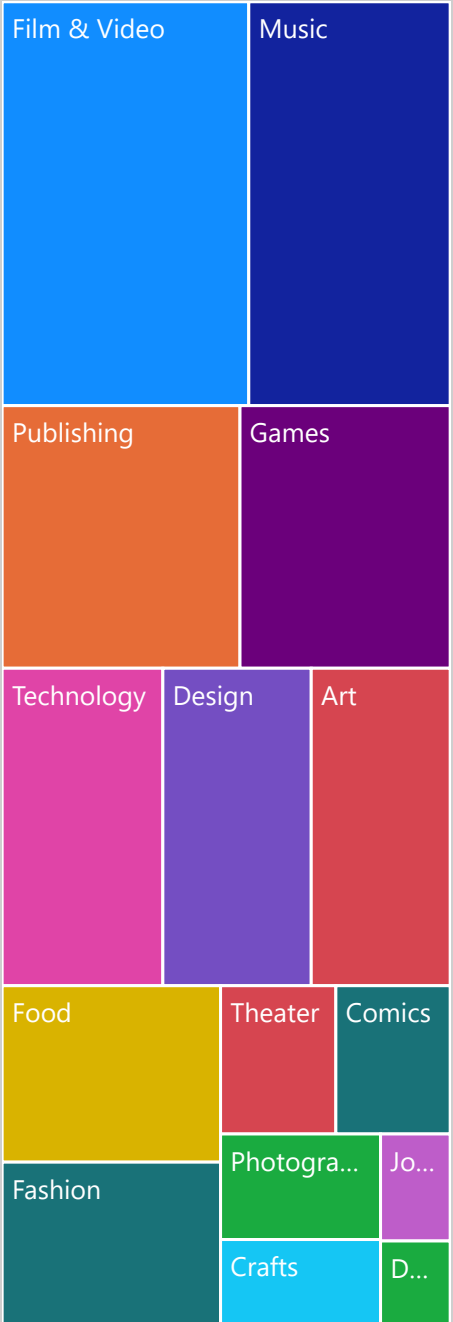 Film & Video
Music
Publishing
Games
Technology
Design
Art
Food
Theater
Comics
Photogra...
Jo...
Fashion
Crafts
D...